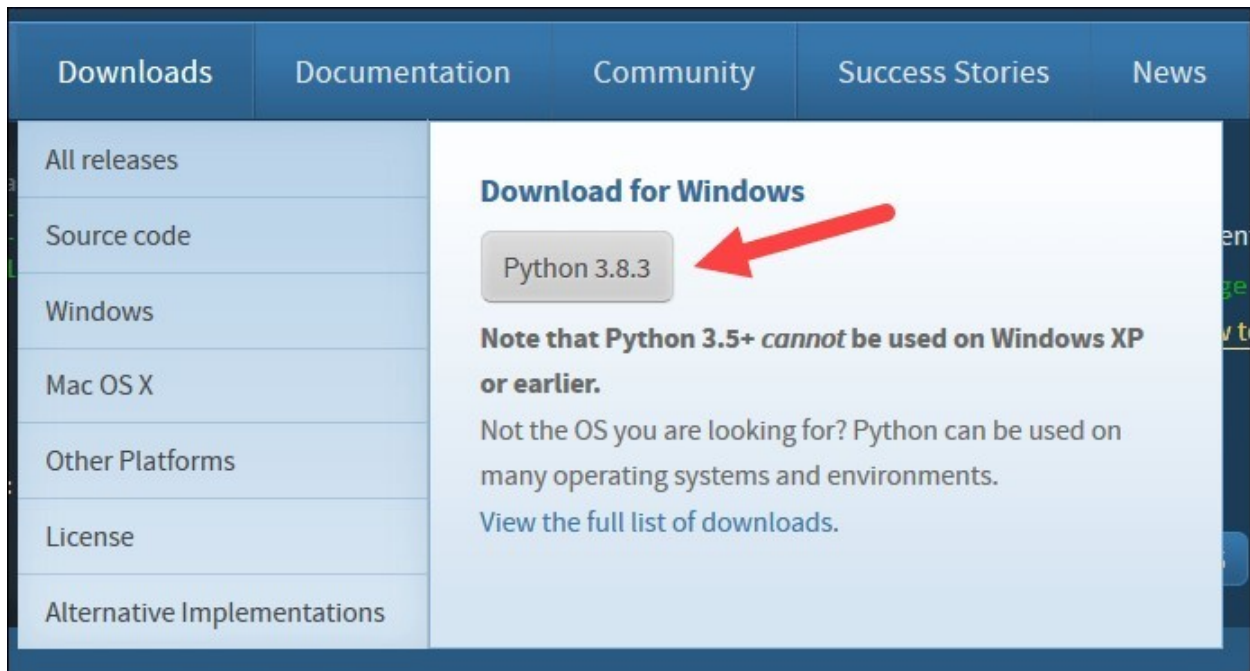 Downloads Documentation Community Success Stories News
All releases
Source code
Windows
Mac OS X
Other Platforms
License
Alternative Implementations
Download for Windows
Python 3.8.3
Note that Python 3.5+ cannot be used on Windows XP
or earlier.
Not the OS you are looking for? Python can be used on
many operating systems and environments.
View the full list of downloads.